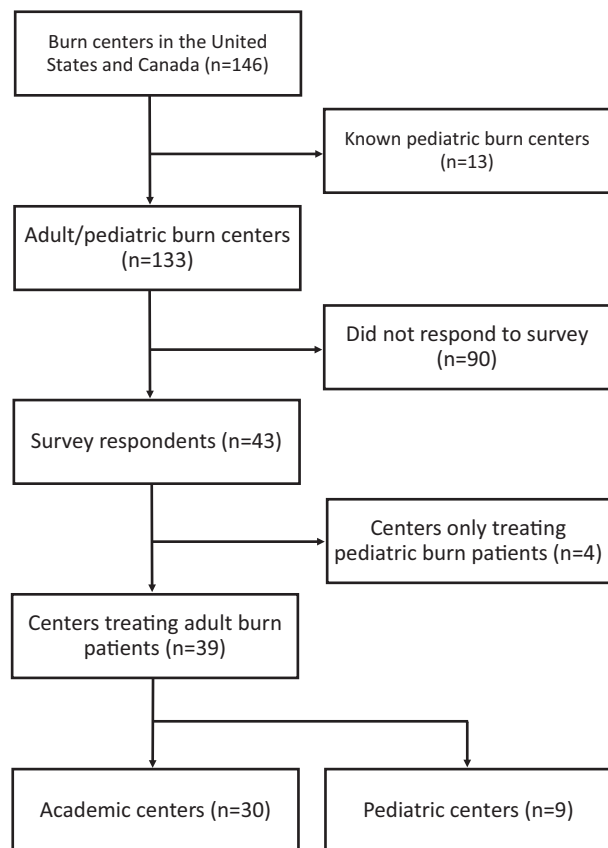 Burn centers in the United
States and Canada (n=146)
Known pediatric burn centers
(n=13)
Adult/pediatric burn centers
(n=133)
Did not respond to survey
(n=90)
Survey respondents (n=43)
Centers only treating
pediatric burn patients (n=4)
Centers treating adult burn
patients (n=39)
Academic centers (n=30)
Pediatric centers (n=9)